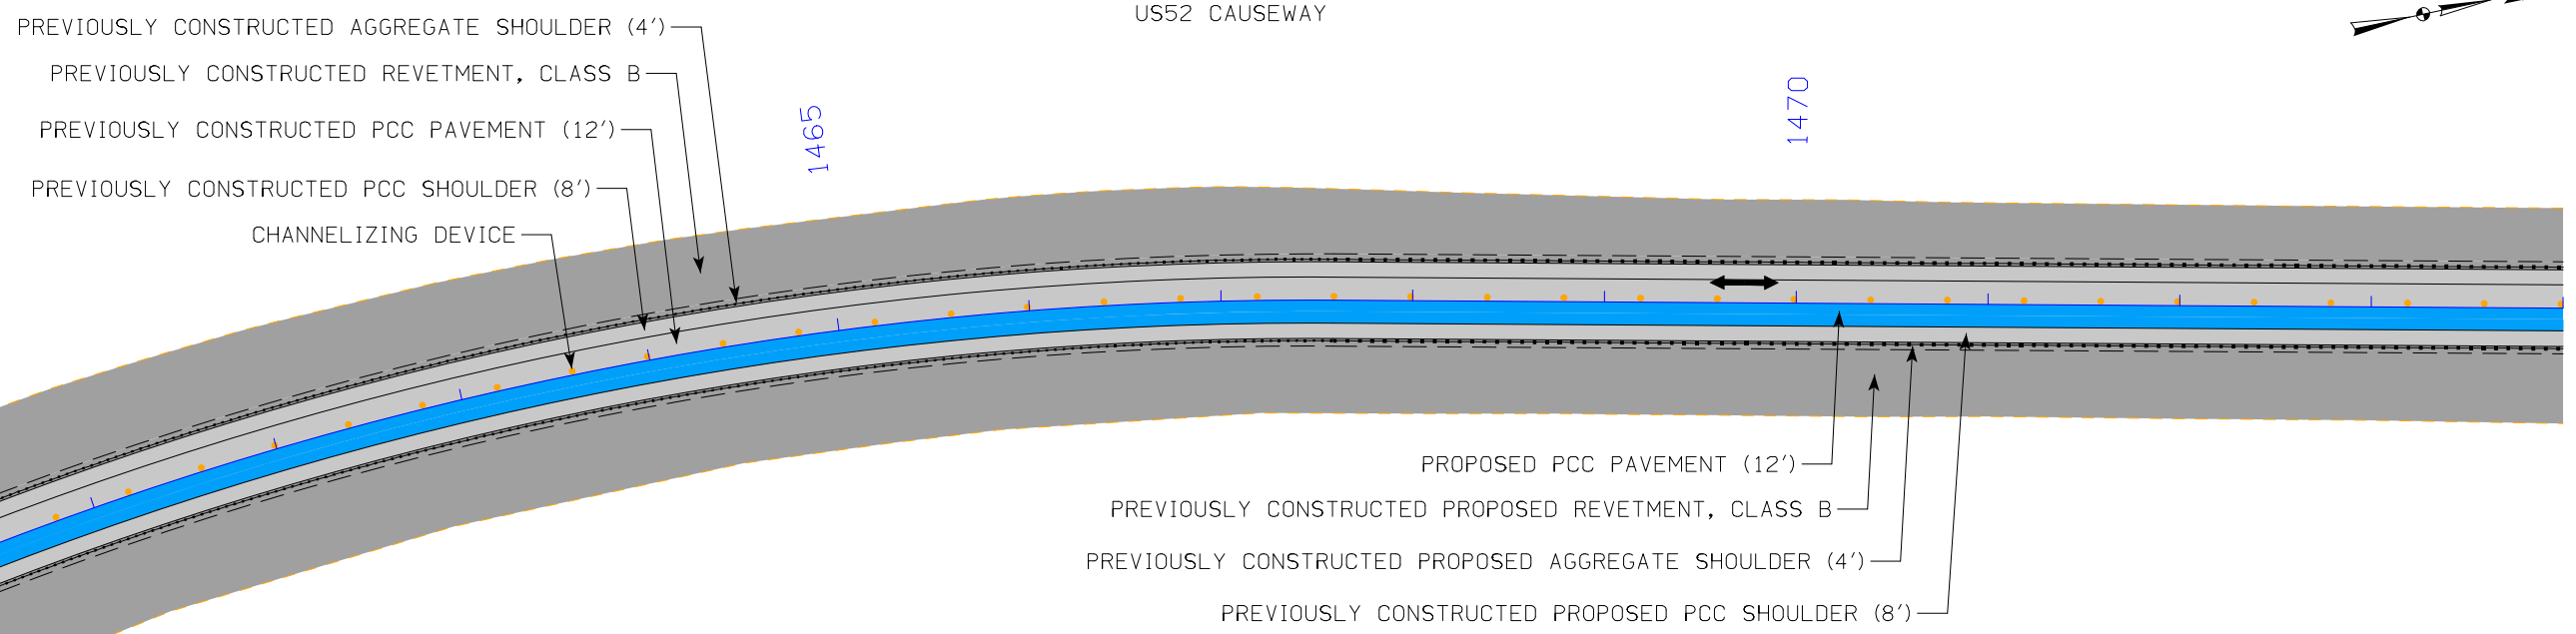 US52 CAUSEWAY
PREVIOUSLY CONSTRUCTED AGGREGATE SHOULDER (4')
PREVIOUSLY CONSTRUCTED REVETMENT, CLASS B
PREVIOUSLY CONSTRUCTED PCC PAVEMENT (12')
PREVIOUSLY CONSTRUCTED PCC SHOULDER (8')
CHANNELIZING DEVICE
1465
1470
PROPOSED PCC PAVEMENT (12')
PREVIOUSLY CONSTRUCTED PROPOSED REVETMENT, CLASS B
PREVIOUSLY CONSTRUCTED PROPOSED AGGREGATE SHOULDER (4')
PREVIOUSLY CONSTRUCTED PROPOSED PCC SHOULDER (8')